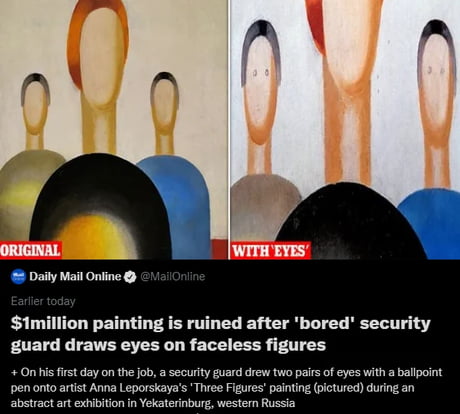 ORIGINAL
WITH 'EYES'
Daily Mail Online @MailOnline
Earlier today
$1million painting is ruined after 'bored' security
guard draws eyes on faceless figures
+ On his first day on the job, a security guard drew two pairs of eyes with a ballpoint
pen onto artist Anna Leporskaya's 'Three Figures' painting (pictured) during an
abstract art exhibition in Yekaterinburg, western Russia